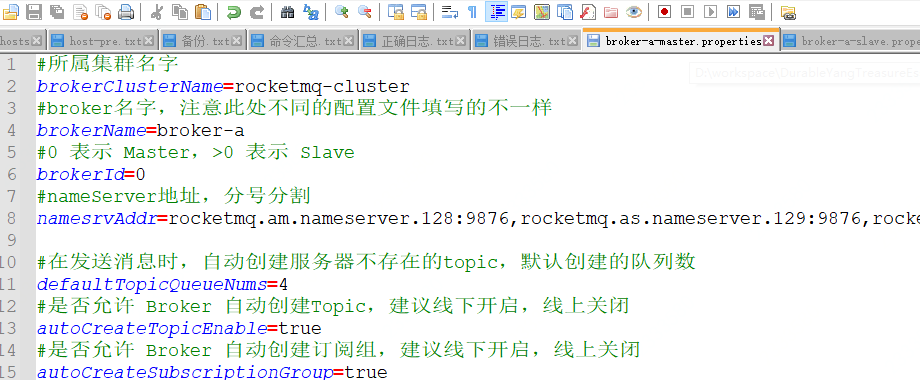 hosts host-pre.txt 备份.txt 命令汇总.txt 正确日志.txt 错误日志.txt broker-a-master.properties broker-a-slave.proper
1 #所属集群名字
2 brokerClusterName=rocketmq-cluster
3 #broker名字，注意此处不同的配置文件填写的不一样
4 brokerName=broker-a
5 #0 表示 Master，>0 表示 Slave
6 brokerId=0
7 #nameServer地址，分号分割
8 namesrvAddr=rocketmq.am.nameserver.128:9876,rocketmq.as.nameserver.129:9876,rocke
9
10 #在发送消息时，自动创建服务器不存在的topic，默认创建的队列数
11 defaultTopicQueueNums=4
12 #是否允许 Broker 自动创建Topic，建议线下开启，线上关闭
13 autoCreateTopicEnable=true
14 #是否允许 Broker 自动创建订阅组，建议线下开启，线上关闭
15 autoCreateSubscriptionGroup=true